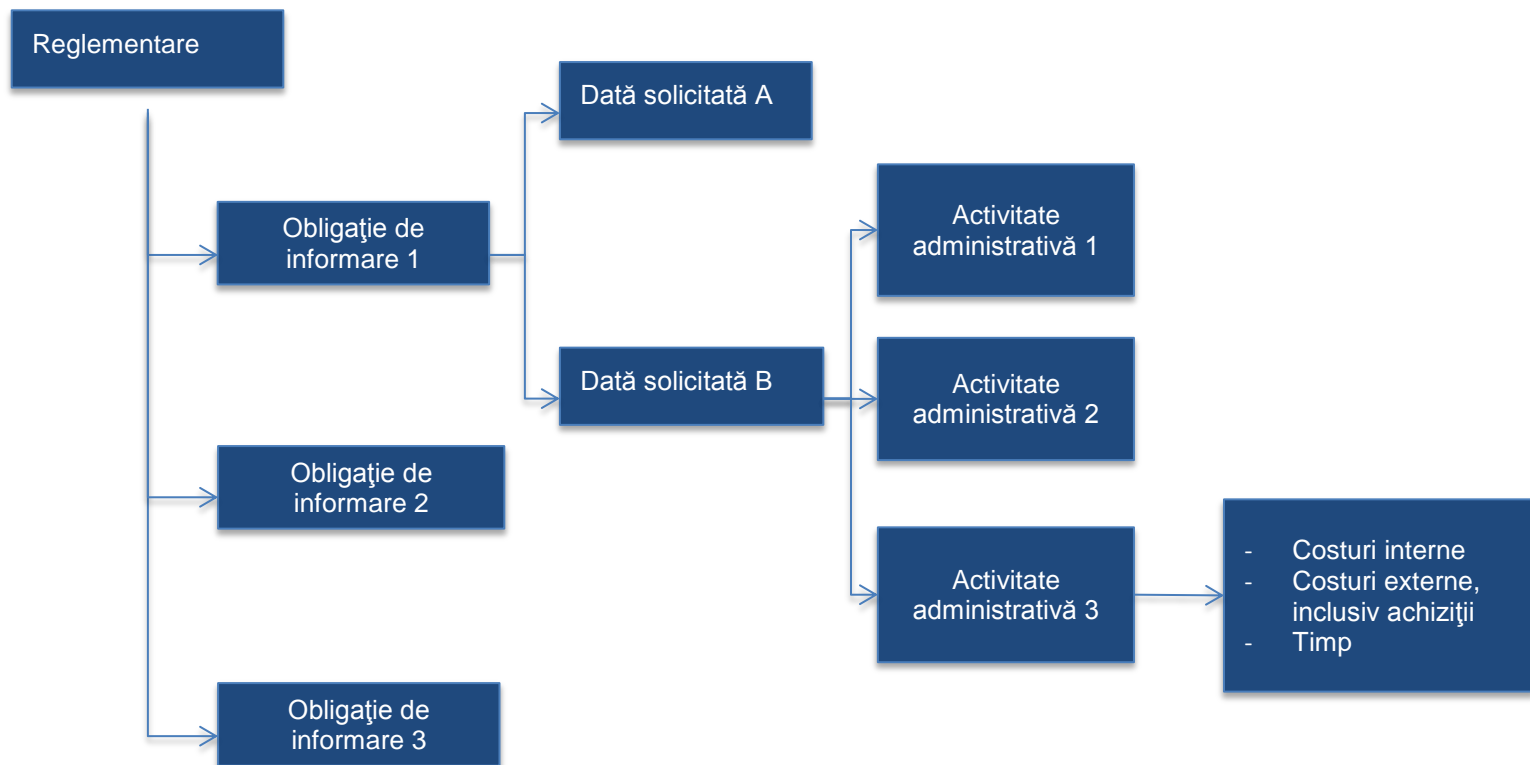 Reglementare
Dată solicitată A
Obligaţie de
informare 1
Activitate
administrativă 1
Dată solicitată B
Activitate
administrativă 2
Obligaţie de
informare 2
Activitate
administrativă 3
- Costuri interne
- Costuri externe,
inclusiv achiziţii
- Timp
Obligaţie de
informare 3